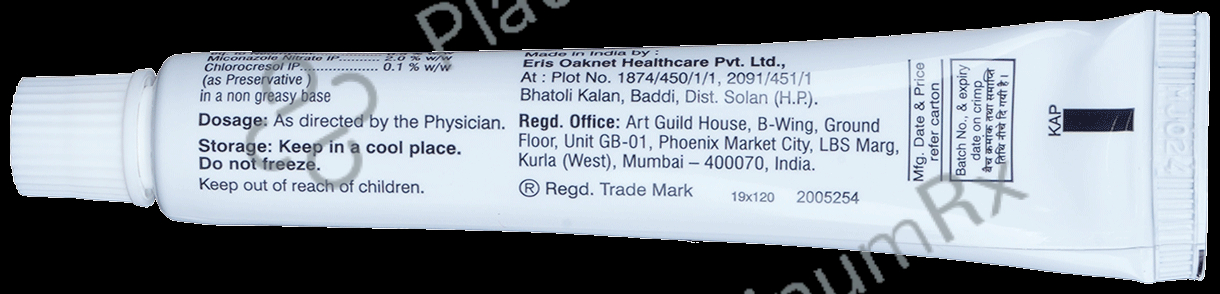 Miconazole Nitrate IP.......... 2.0 % w/w
Chlorocresol IP............... 0.1 % w/w
(as Preservative)
in a non greasy base
Dosage: As directed by the Physician.
Storage: Keep in a cool place.
Do not freeze.
Keep out of reach of children.
Made in India by :
Eris Oaknet Healthcare Pvt. Ltd.,
At : Plot No. 1874/450/1/1, 2091/451/1
Bhatoli Kalan, Baddi, Dist. Solan (H.P.).
Regd. Office: Art Guild House, B-Wing, Ground
Floor, Unit GB-01, Phoenix Market City, LBS Marg,
Kurla (West), Mumbai – 400070, India.
® Regd. Trade Mark
19x120 2005254
Mfg. Date & Price
refer carton
Batch No., & expiry
date on crimp
बैच क्रमांक तथा समाप्ति
तिथि नीचे दि गयी है।
KAP